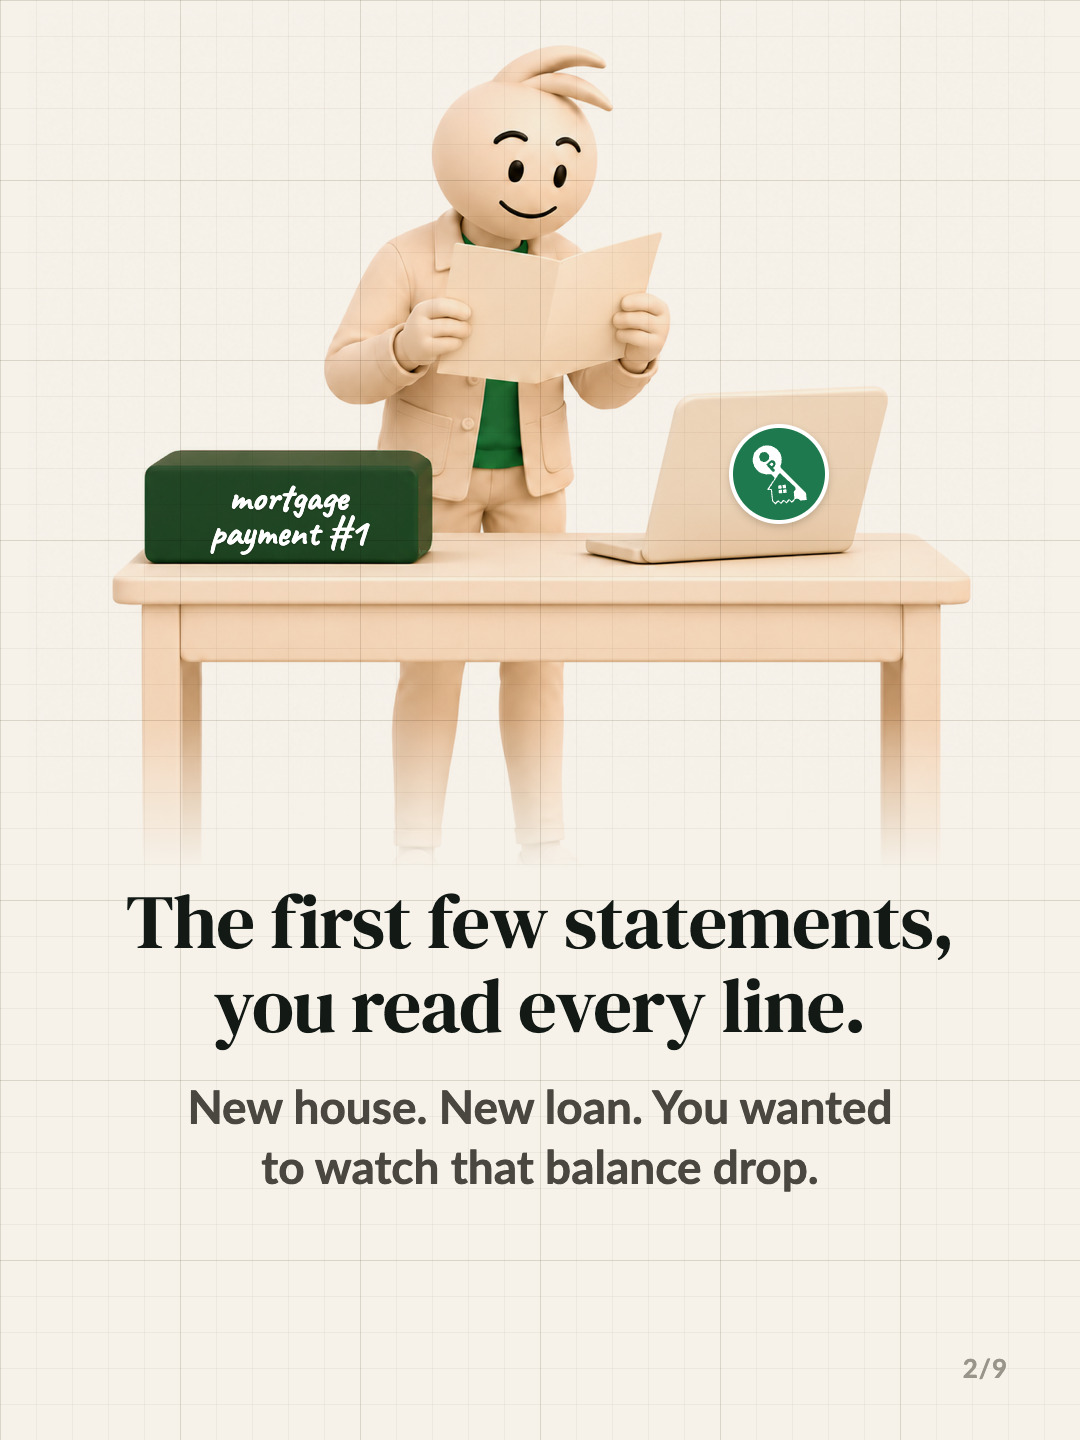 mortgage
payment #1
P
The first few statements,
you read every line.
New house. New loan. You wanted
to watch that balance drop.
2/9